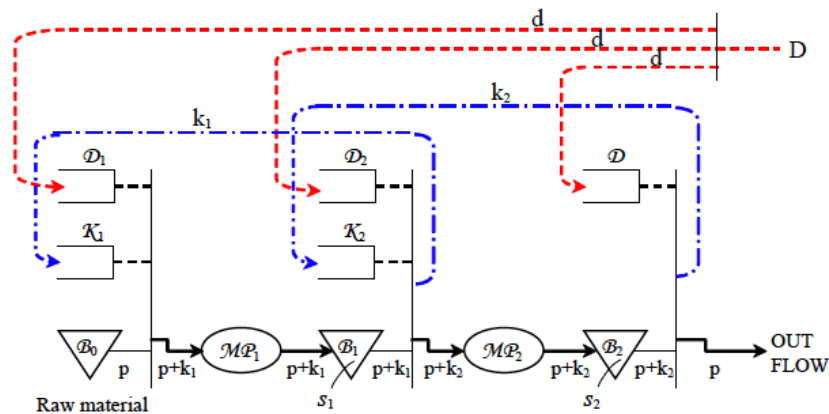 d
d
D
d
k₁
k₂
𝒟₁
𝒟₂
𝒟
𝒦₁
𝒦₂
ℬ₀
ℳ𝒫₁
ℬ₁
ℳ𝒫₂
ℬ₂
OUT
FLOW
p
p+k₁
p+k₁
p+k₁
p+k₂
p+k₂
p+k₂
p
Raw material
s₁
s₂